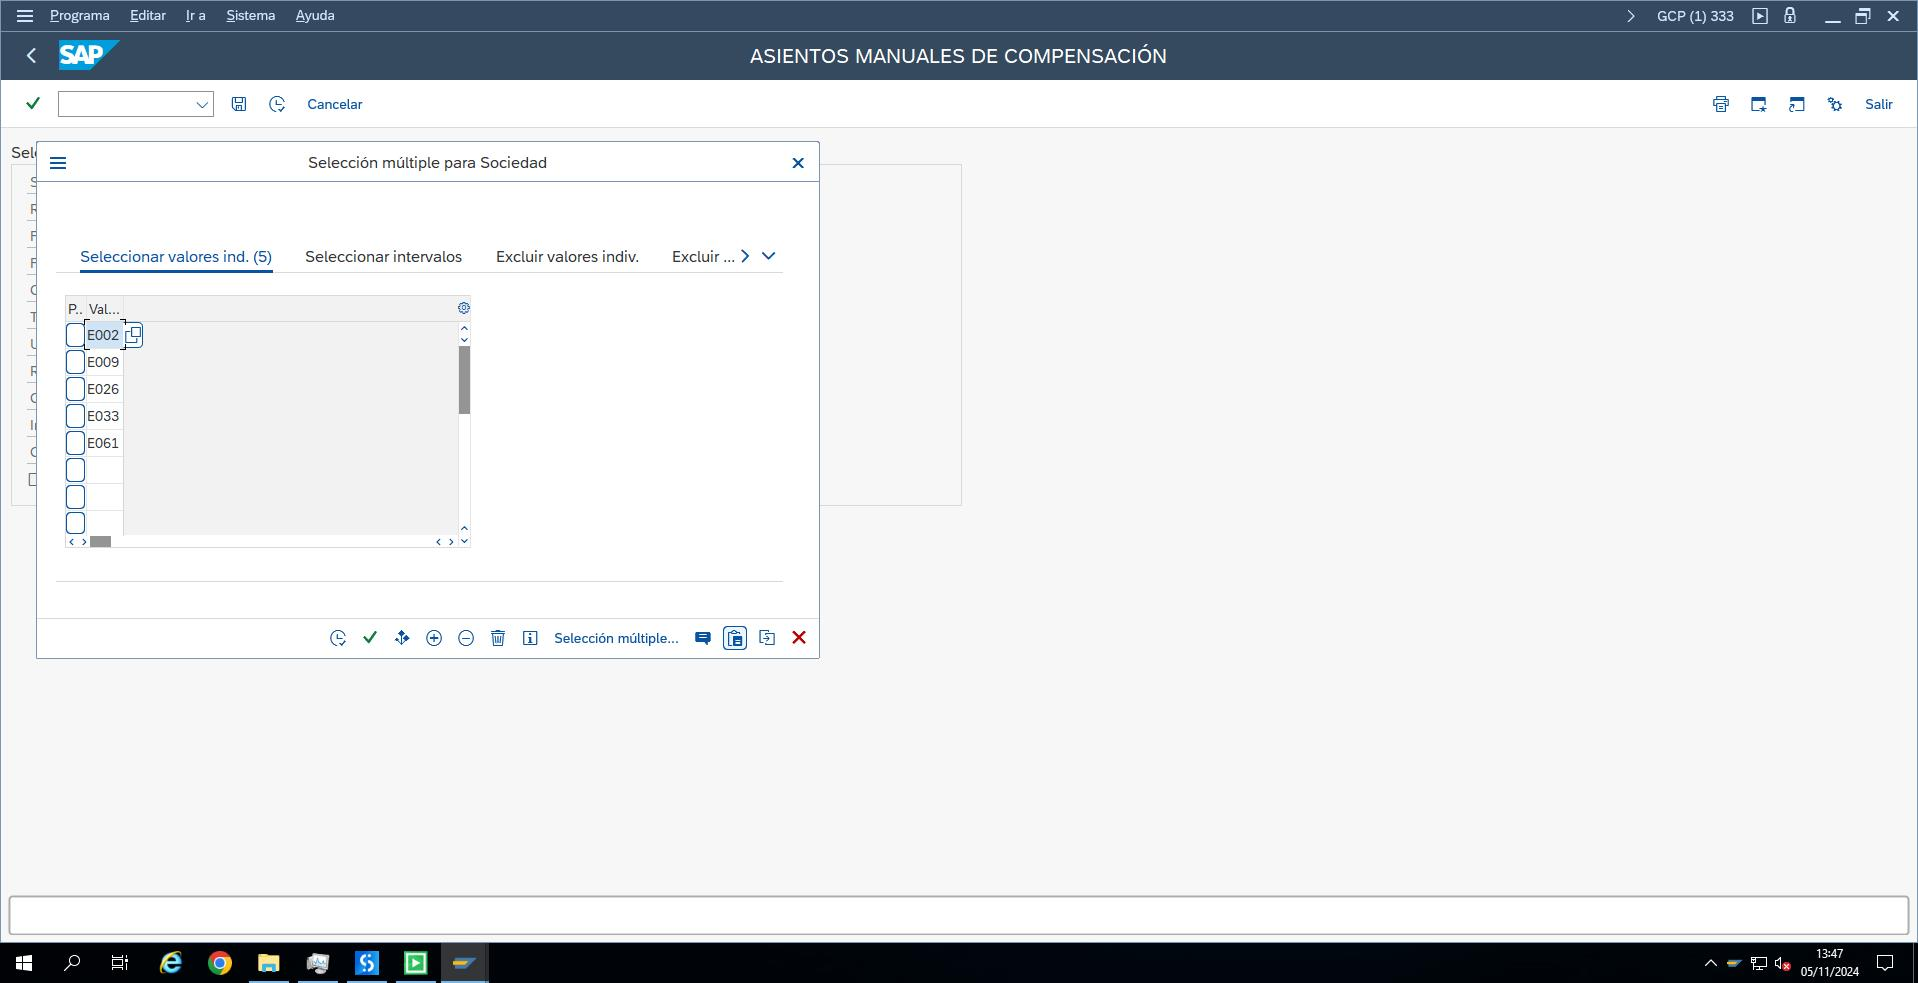 Programa Editar Ir a Sistema Ayuda GCP (1) 333
SAP ASIENTOS MANUALES DE COMPENSACIÓN
Cancelar Salir
Sel
Selección múltiple para Sociedad
Seleccionar valores ind. (5) Seleccionar intervalos Excluir valores indiv. Excluir ...
P.. Val...
E002
E009
E026
E033
E061
Selección múltiple...
13:47
05/11/2024